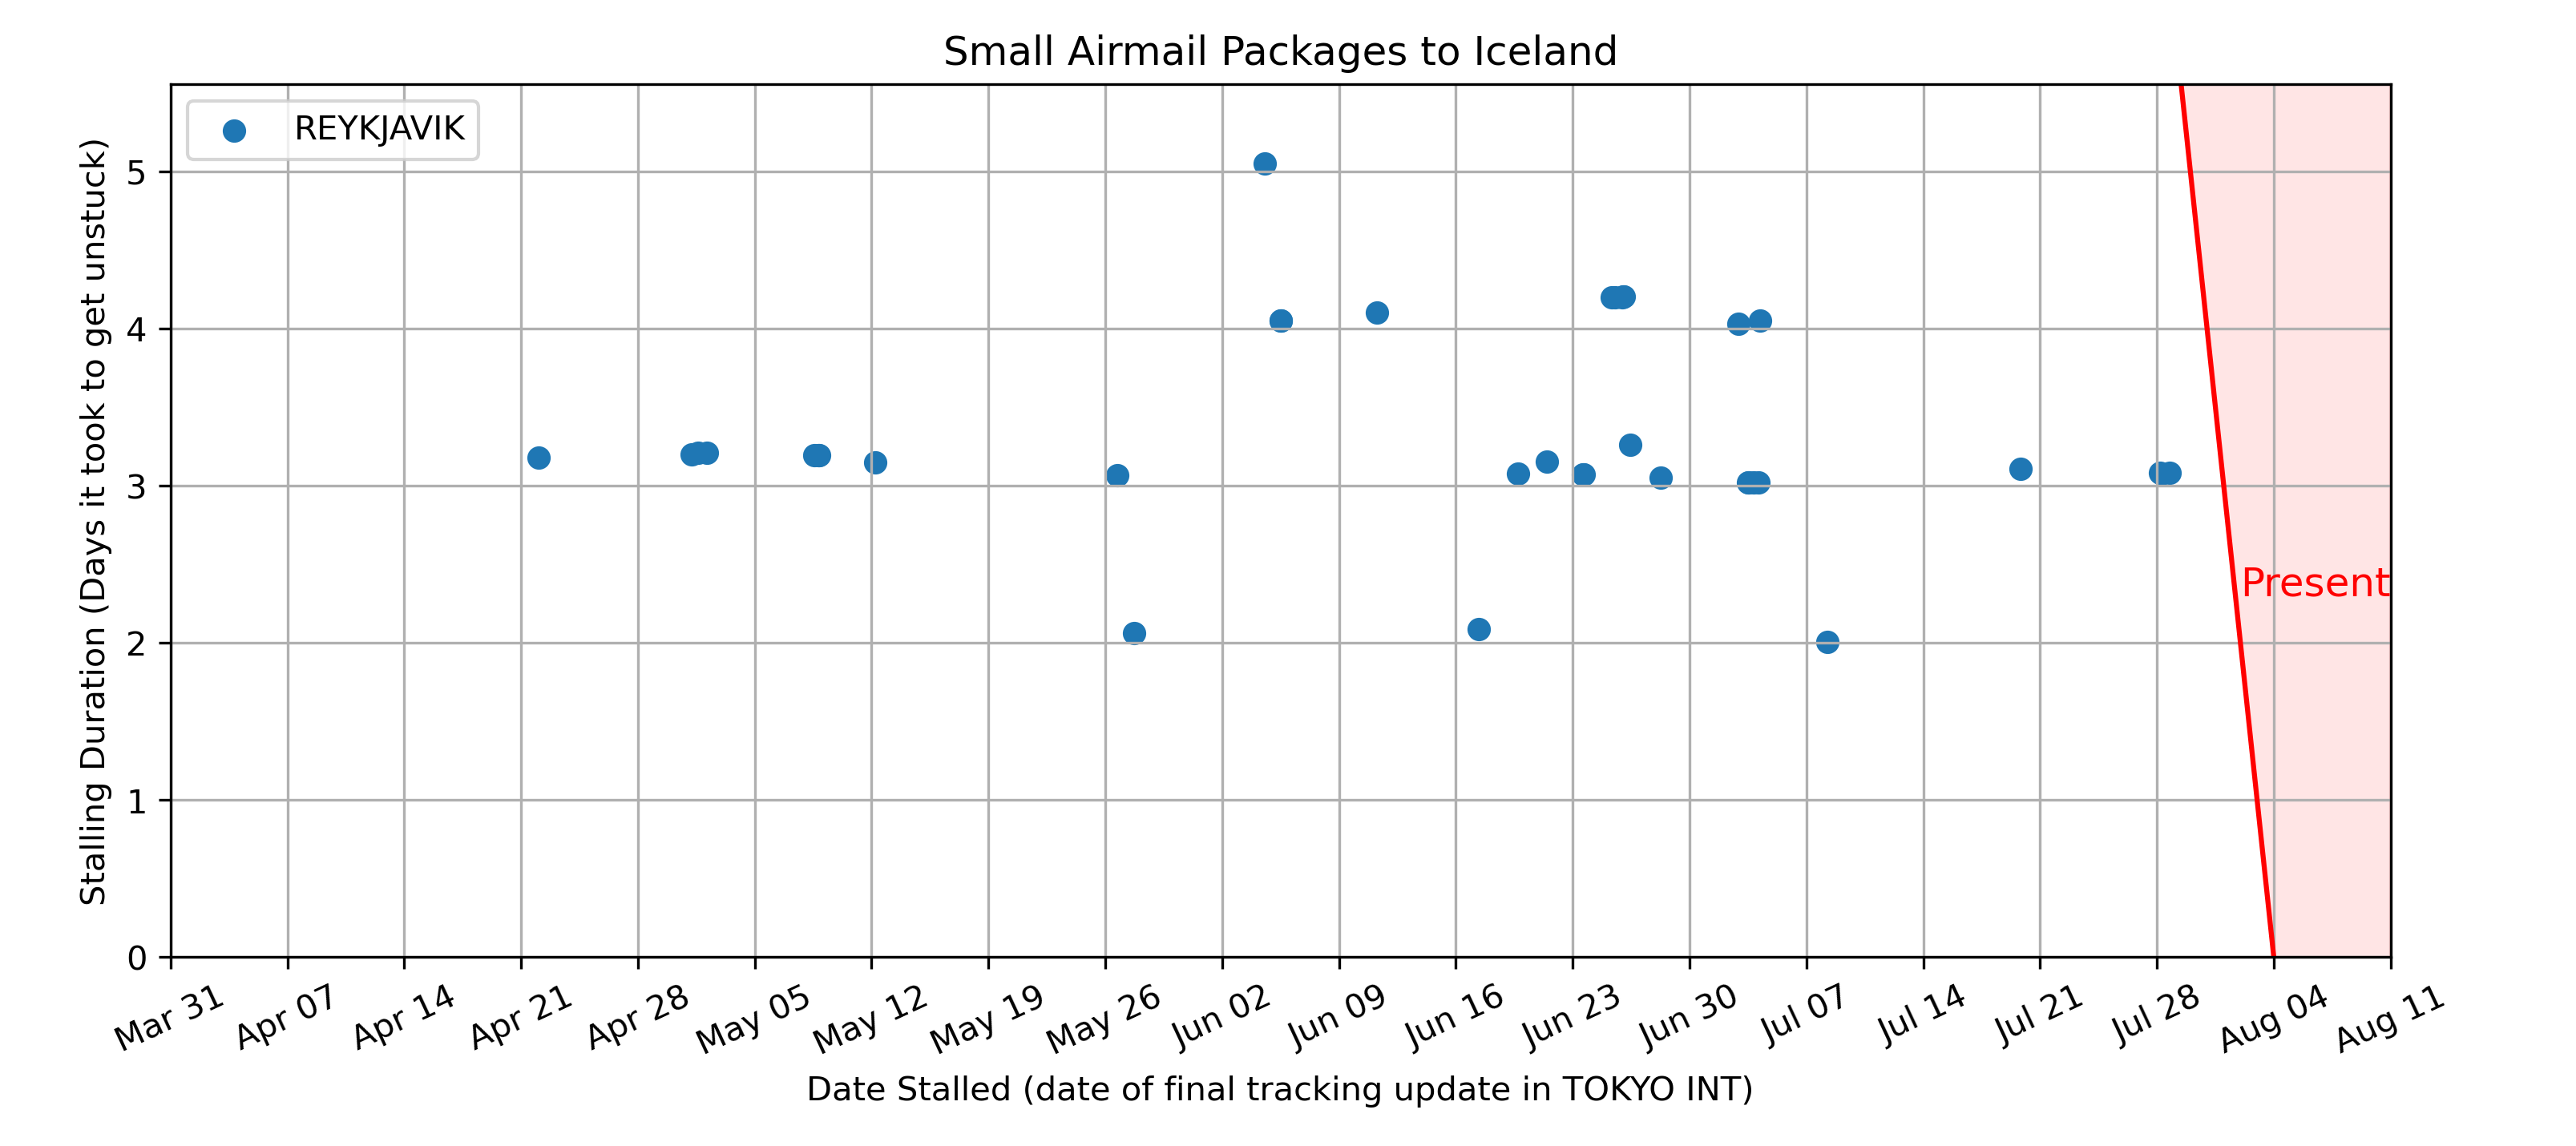 Small Airmail Packages to Iceland
REYKJAVIK
Stalling Duration (Days it took to get unstuck)
5
4
3
2
1
0
Present
Mar 31 Apr 07 Apr 14 Apr 21 Apr 28 May 05 May 12 May 19 May 26 Jun 02 Jun 09 Jun 16 Jun 23 Jun 30 Jul 07 Jul 14 Jul 21 Jul 28 Aug 04 Aug 11
Date Stalled (date of final tracking update in TOKYO INT)